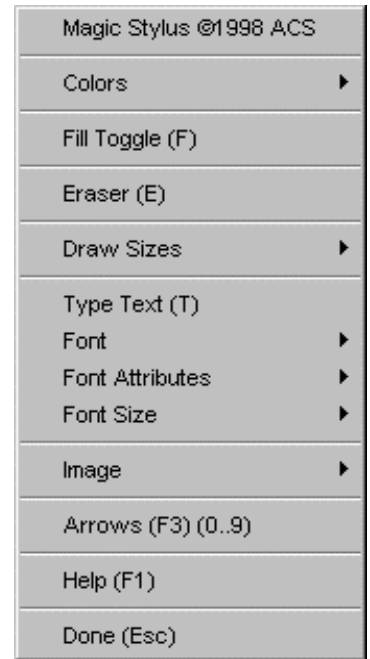 Magic Stylus ©1998 ACS
Colors
Fill Toggle (F)
Eraser (E)
Draw Sizes
Type Text (T)
Font
Font Attributes
Font Size
Image
Arrows (F3) (0..9)
Help (F1)
Done (Esc)